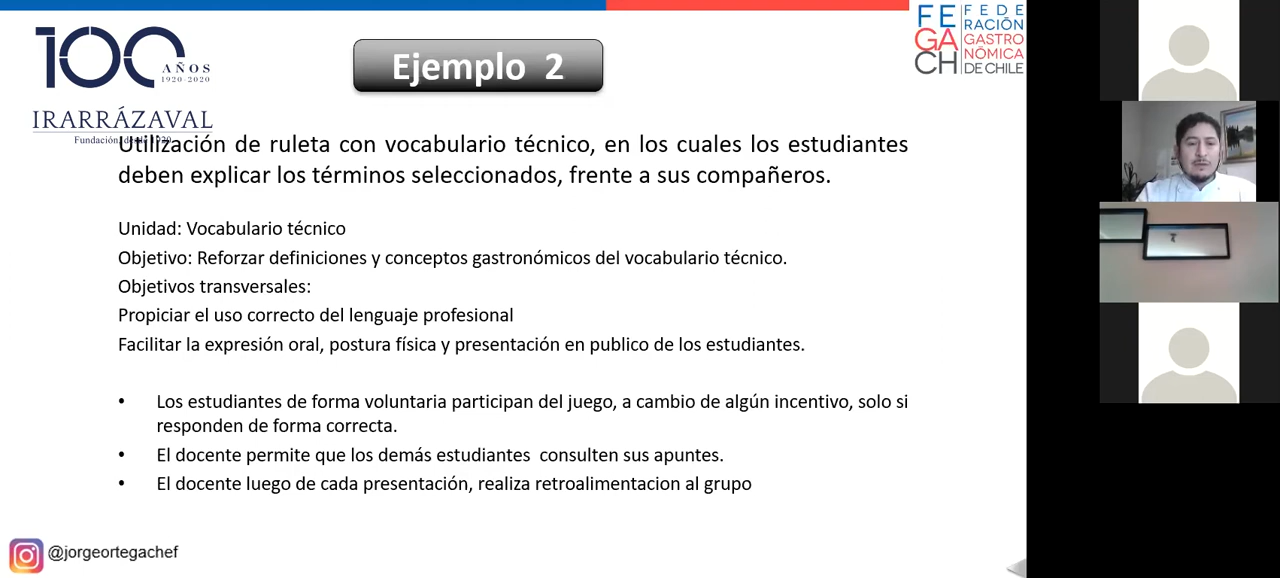 100
AÑOS
1920-2020
IRARRÁZAVAL
Fundación, desde 1920
FEDE
RACIÓN
GASTRO
NÓMICA
DE CHILE
FE
GA
CH
Ejemplo 2
Utilización de ruleta con vocabulario técnico, en los cuales los estudiantes
deben explicar los términos seleccionados, frente a sus compañeros.
Unidad: Vocabulario técnico
Objetivo: Reforzar definiciones y conceptos gastronómicos del vocabulario técnico.
Objetivos transversales:
Propiciar el uso correcto del lenguaje profesional
Facilitar la expresión oral, postura física y presentación en publico de los estudiantes.
• Los estudiantes de forma voluntaria participan del juego, a cambio de algún incentivo, solo si
responden de forma correcta.
• El docente permite que los demás estudiantes consulten sus apuntes.
• El docente luego de cada presentación, realiza retroalimentacion al grupo
@jorgeortegachef